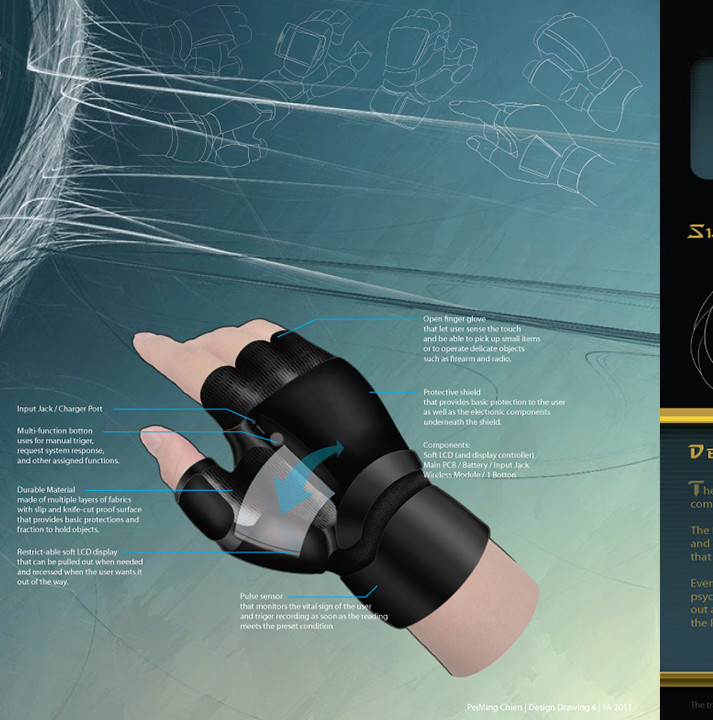 Open finger glove
that let user sense the touch
and be able to pick up small items
or to operate delicate objects
such as firearm and radio.
Protective shield
that provides basic protection to the user
as well as the electronic components
underneath the shield.
Components:
Soft LCD (and display controller)
Main PCB / Battery / Input Jack
Wireless Module / 1 Botton
Input Jack / Charger Port
Multi-function botton
uses for manual triger,
request system response,
and other assigned functions.
Durable Material
made of multiple layers of fabrics
with slip and knife-cut proof surface
that provides basic protections and
fraction to hold objects.
Restrict-able soft LCD display
that can be pulled out when needed
and recessed when the user wants it
out of the way.
Pulse sensor
that monitors the vital sign of the user
and triger recording as soon as the reading
meets the preset condition
PeiMing Chien | Design Drawing 4 | FA 2011
The
and
that
out
the